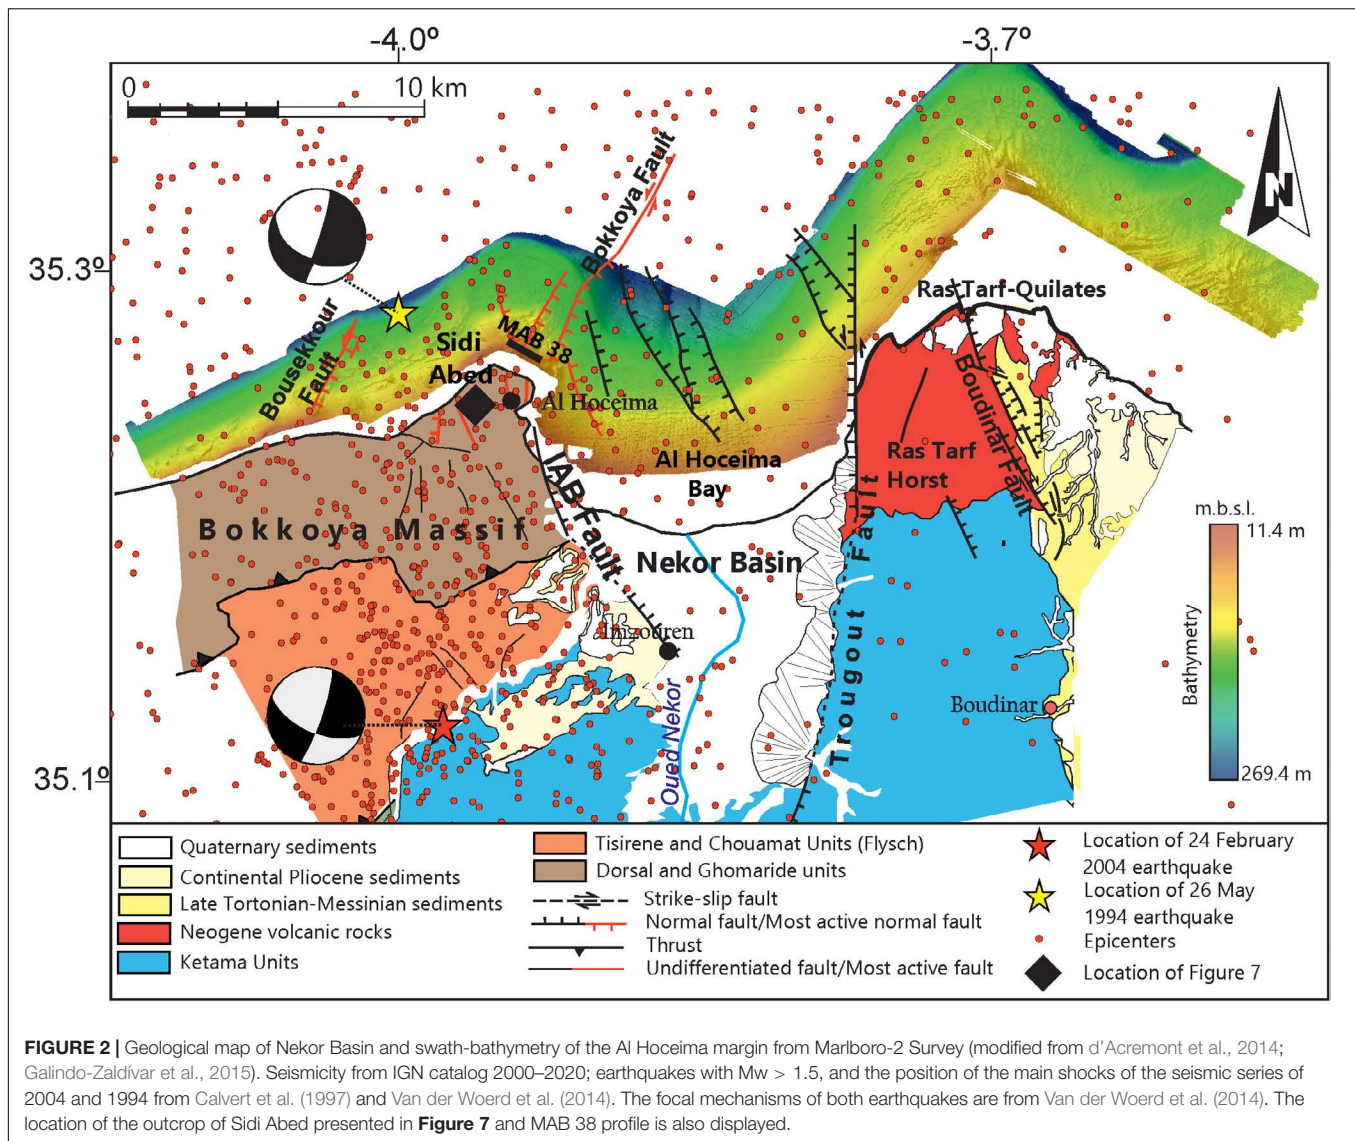 -4.0º
-3.7º
0
10 km
Bokkoya Fault
N
35.3º
Ras Tarf-Quilates
Bousekkour
Fault
MAB 38
Sidi
Abed
Al Hoceima
Boudinar Fault
Al Hoceima
Bay
Ras Tarf
Horst
IAB Fault
Bokkoya Massif
Nekor Basin
m.b.s.l.
11.4 m
Bathymetry
269.4 m
Imzouren
Trougout Fault
Oued Nekor
Boudinar
35.1º
Quaternary sediments
Continental Pliocene sediments
Late Tortonian-Messinian sediments
Neogene volcanic rocks
Ketama Units
Tisirene and Chouamat Units (Flysch)
Dorsal and Ghomaride units
Strike-slip fault
Normal fault/Most active normal fault
Thrust
Undifferentiated fault/Most active fault
Location of 24 February
2004 earthquake
Location of 26 May
1994 earthquake
Epicenters
Location of Figure 7
FIGURE 2 | Geological map of Nekor Basin and swath-bathymetry of the Al Hoceima margin from Marlboro-2 Survey (modified from d'Acremont et al., 2014;
Galindo-Zaldívar et al., 2015). Seismicity from IGN catalog 2000–2020; earthquakes with Mw > 1.5, and the position of the main shocks of the seismic series of
2004 and 1994 from Calvert et al. (1997) and Van der Woerd et al. (2014). The focal mechanisms of both earthquakes are from Van der Woerd et al. (2014). The
location of the outcrop of Sidi Abed presented in Figure 7 and MAB 38 profile is also displayed.